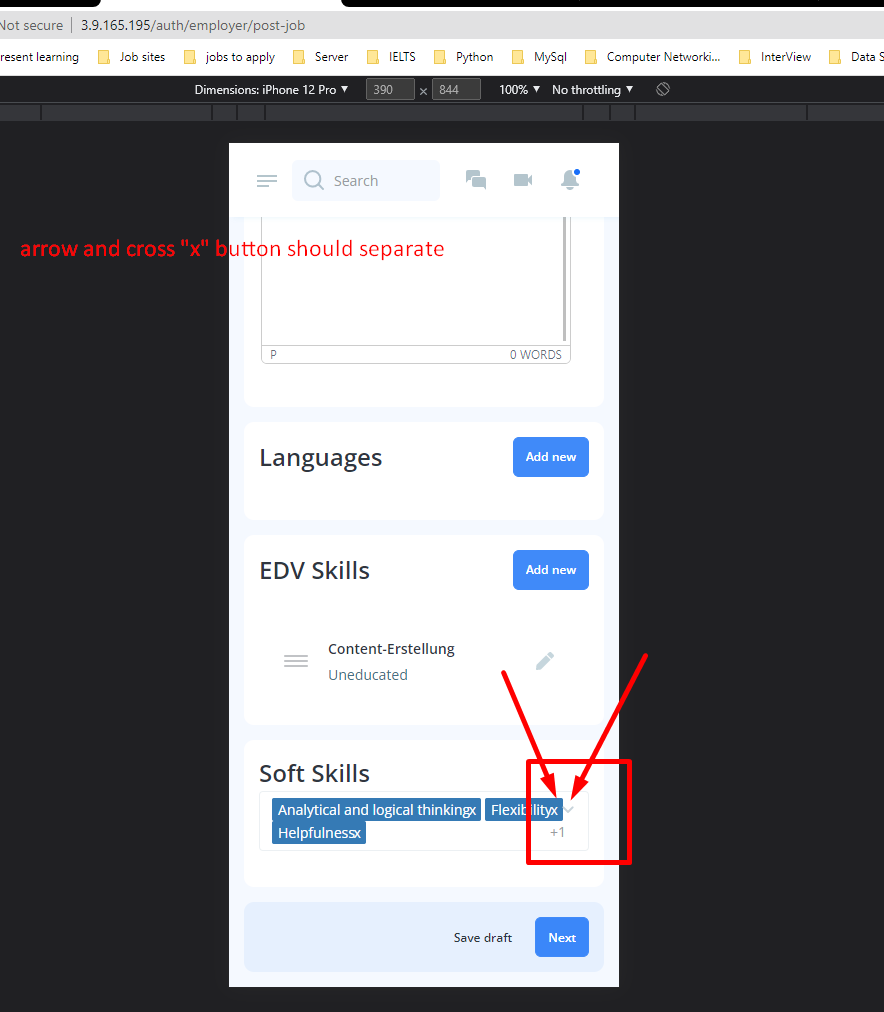 Not secure | 3.9.165.195/auth/employer/post-job
resent learning Job sites jobs to apply Server IELTS Python MySql Computer Networki... InterView Data S
Dimensions: iPhone 12 Pro ▼ 390 × 844 100% ▼ No throttling ▼
Search
arrow and cross "x" button should separate
P 0 WORDS
Languages Add new
EDV Skills Add new
Content-Erstellung
Uneducated
Soft Skills
Analytical and logical thinkingx Flexibilityx
Helpfulnessx +1
Save draft Next